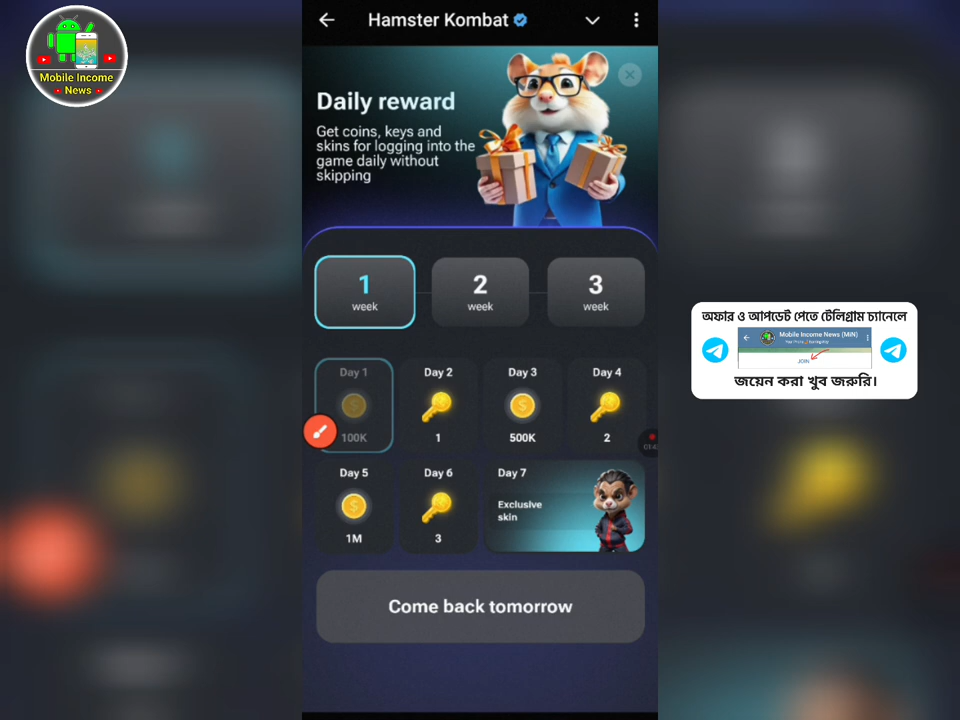 Mobile Income
News
Hamster Kombat
Daily reward
Get coins, keys and
skins for logging into the
game daily without
skipping
1
week
2
week
3
week
Day 1
100K
Day 2
1
Day 3
500K
Day 4
2
Day 5
1M
Day 6
3
Day 7
Exclusive
skin
Come back tomorrow
অফার ও আপডেট পেতে টেলিগ্রাম চ্যানেলে
Mobile Income News (MIN)
JOIN
জয়েন করা খুব জরুরি।